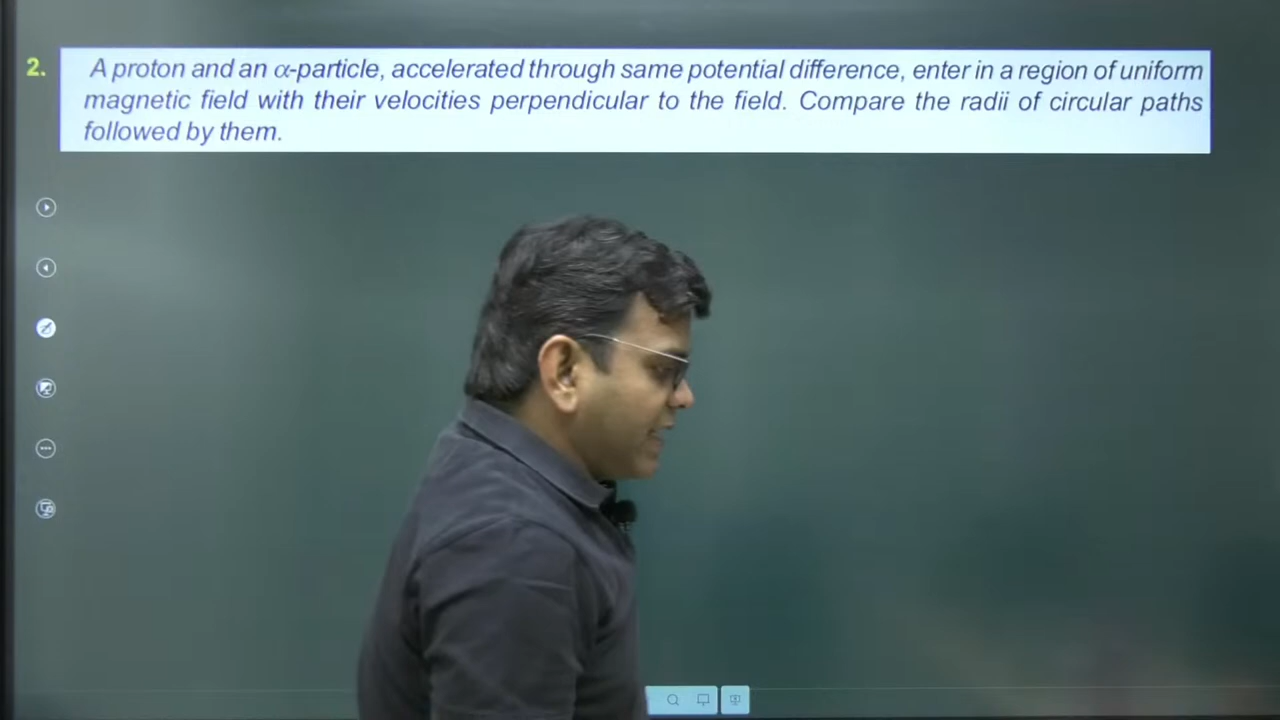 2. A proton and an α-particle, accelerated through same potential difference, enter in a region of uniform
magnetic field with their velocities perpendicular to the field. Compare the radii of circular paths
followed by them.